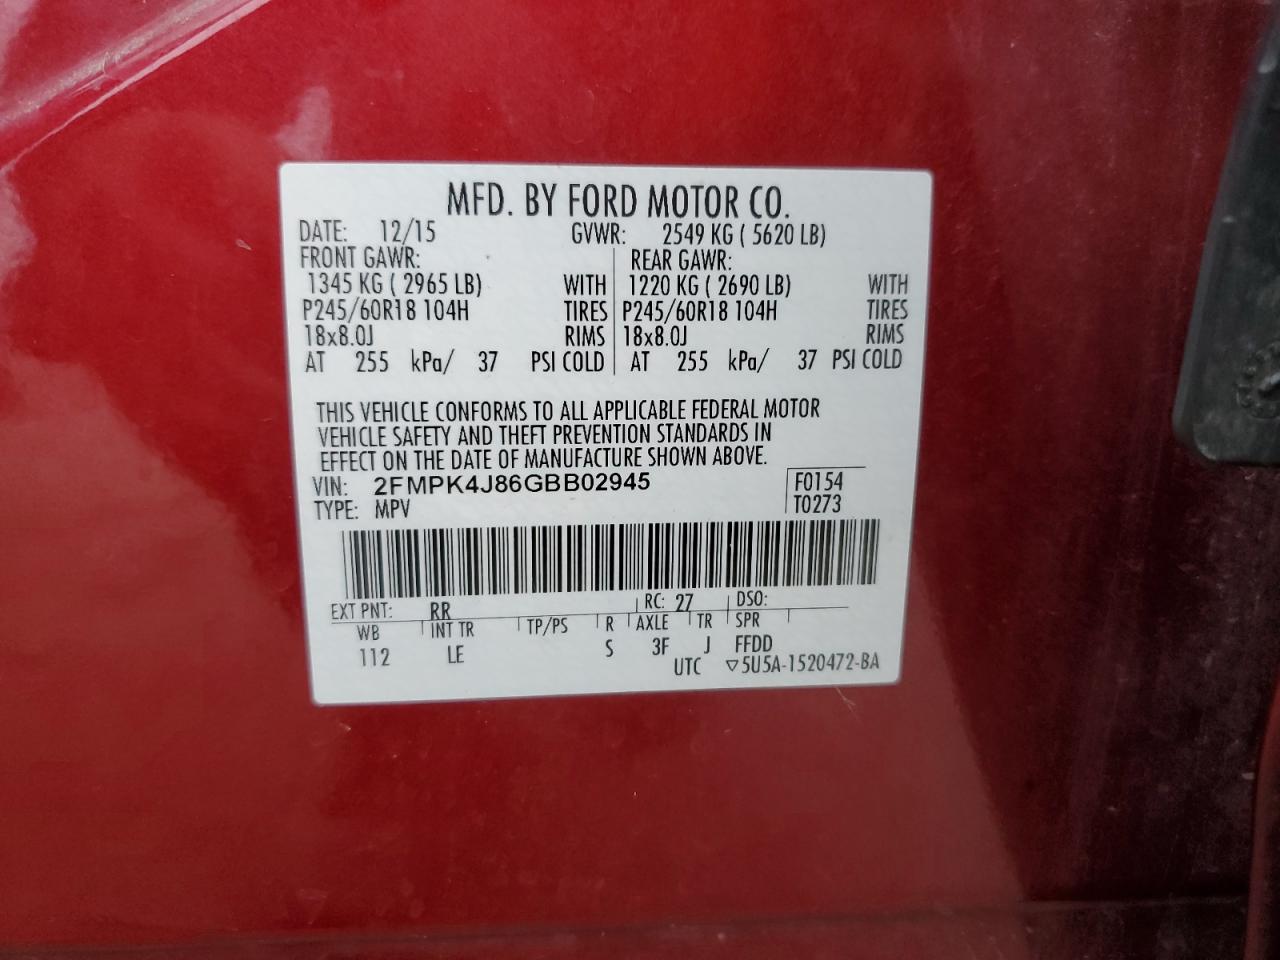 MFD. BY FORD MOTOR CO.
DATE: 12/15 GVWR: 2549 KG ( 5620 LB)
FRONT GAWR: REAR GAWR:
1345 KG ( 2965 LB) WITH 1220 KG ( 2690 LB) WITH
P245/60R18 104H TIRES P245/60R18 104H TIRES
18x8.0J RIMS 18x8.0J RIMS
AT 255 kPa/ 37 PSI COLD AT 255 kPa/ 37 PSI COLD
THIS VEHICLE CONFORMS TO ALL APPLICABLE FEDERAL MOTOR
VEHICLE SAFETY AND THEFT PREVENTION STANDARDS IN
EFFECT ON THE DATE OF MANUFACTURE SHOWN ABOVE.
VIN: 2FMPK4J86GBB02945 F0154
TYPE: MPV T0273
EXT PNT: RR RC: 27 DSO:
WB INT TR TP/PS R AXLE TR SPR
112 LE S 3F J FFDD
UTC ▽5U5A-1520472-BA